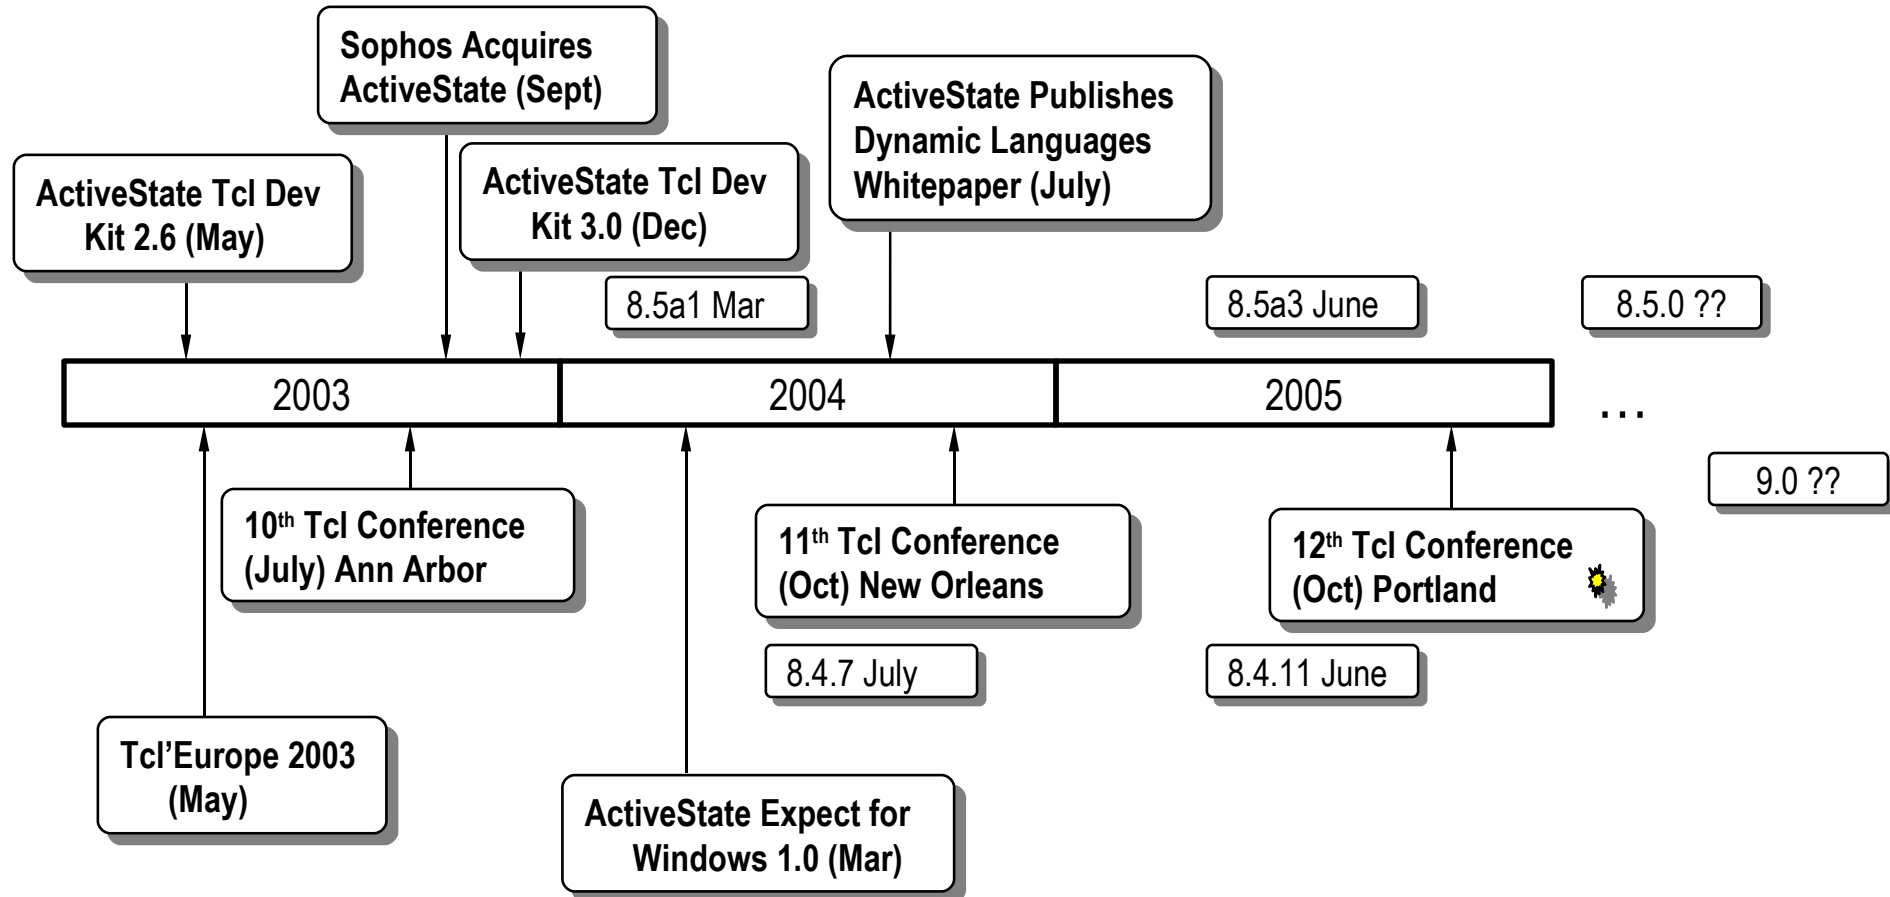 Sophos Acquires
ActiveState (Sept)
ActiveState Publishes
Dynamic Languages
Whitepaper (July)
ActiveState Tcl Dev
Kit 2.6 (May)
ActiveState Tcl Dev
Kit 3.0 (Dec)
8.5a1 Mar
8.5a3 June
8.5.0 ??
2003
2004
2005
...
9.0 ??
10th Tcl Conference
(July) Ann Arbor
11th Tcl Conference
(Oct) New Orleans
12th Tcl Conference
(Oct) Portland
8.4.7 July
8.4.11 June
Tcl’Europe 2003
(May)
ActiveState Expect for
Windows 1.0 (Mar)